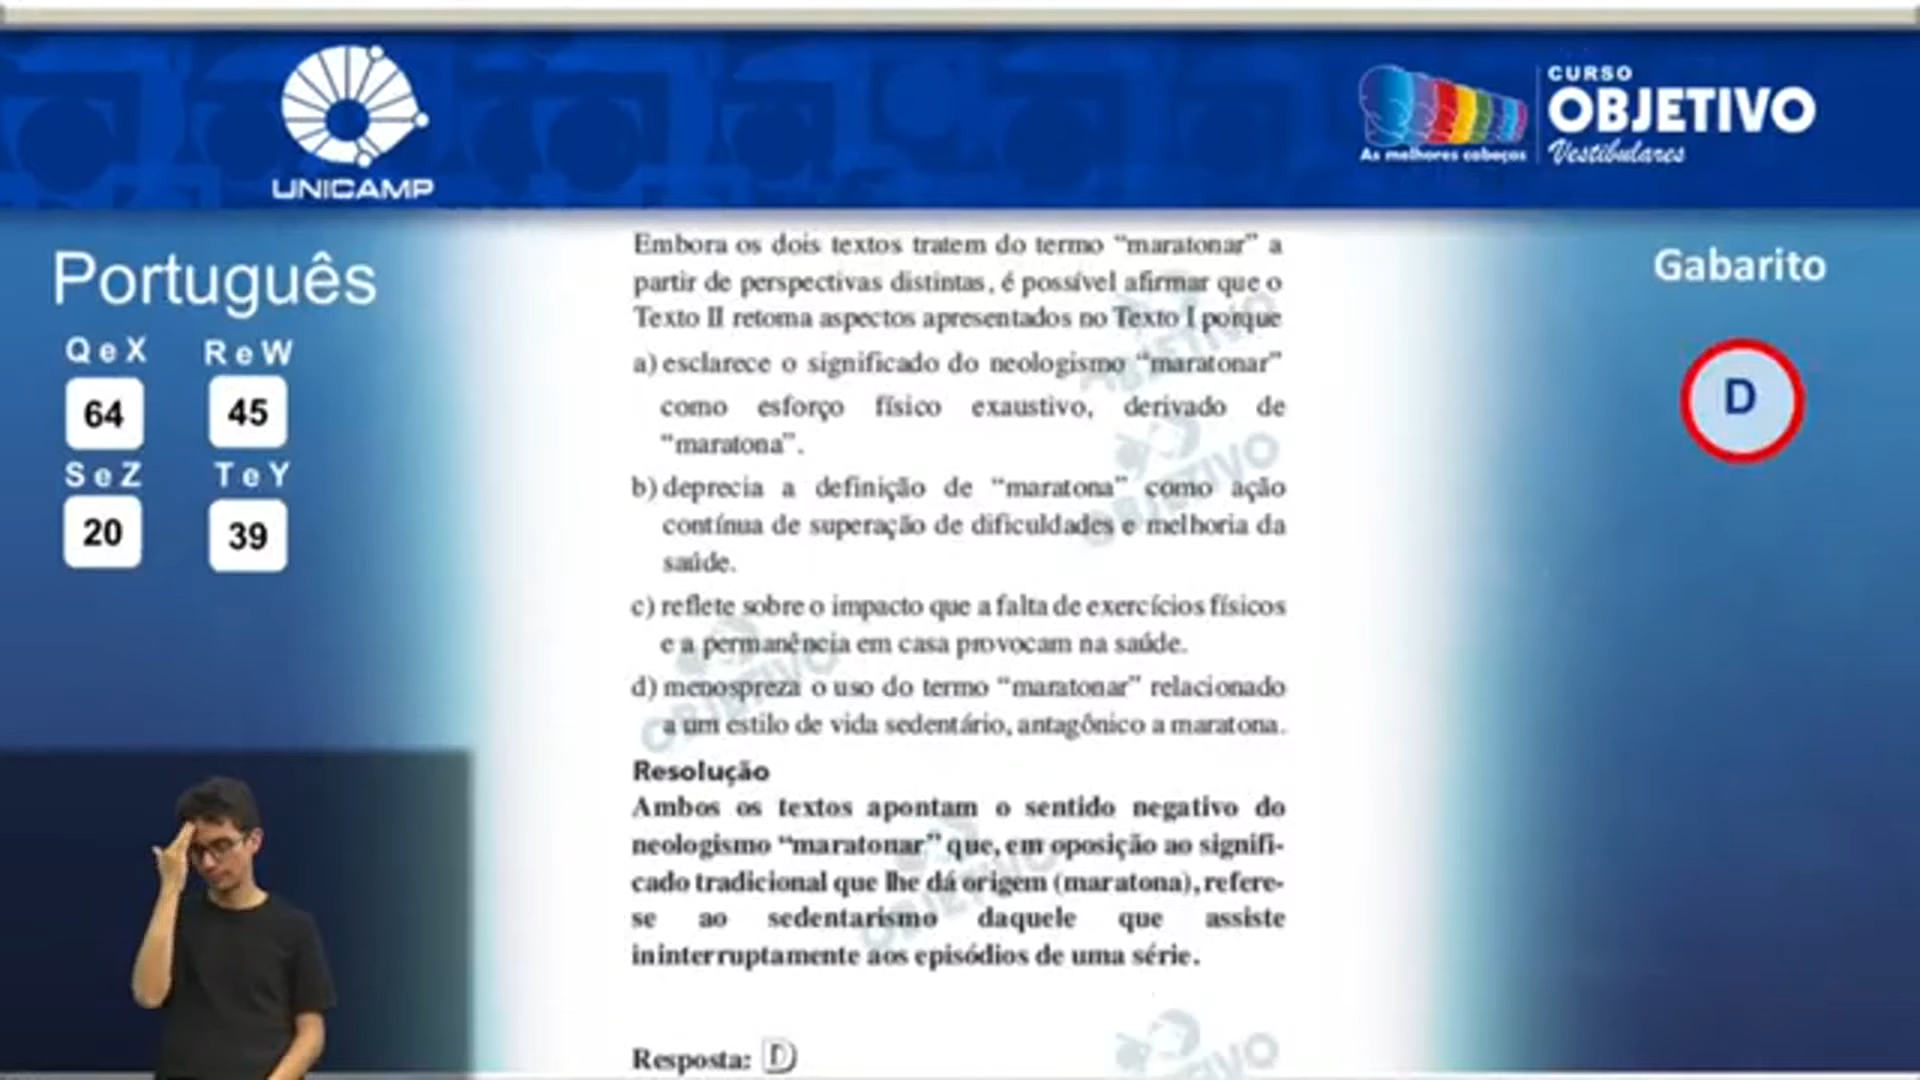 UNICAMP
As melhores cabeças
CURSO
OBJETIVO
Vestibulares
Português
Q e X
R e W
64
45
S e Z
T e Y
20
39
Embora os dois textos tratem do termo “maratonar” a
partir de perspectivas distintas, é possível afirmar que o
Texto II retoma aspectos apresentados no Texto I porque
a) esclarece o significado do neologismo “maratonar”
como esforço físico exaustivo, derivado de
“maratona”.
b) deprecia a definição de “maratona” como ação
contínua de superação de dificuldades e melhoria da
saúde.
c) reflete sobre o impacto que a falta de exercícios físicos
e a permanência em casa provocam na saúde.
d) menospreza o uso do termo “maratonar” relacionado
a um estilo de vida sedentário, antagônico a maratona.
Resolução
Ambos os textos apontam o sentido negativo do
neologismo “maratonar” que, em oposição ao signifi-
cado tradicional que lhe dá origem (maratona), refere-
se ao sedentarismo daquele que assiste
ininterruptamente aos episódios de uma série.
Resposta: D
Gabarito
D
OBJETIVO
OBJETIVO
OBJETIVO
OBJETIVO